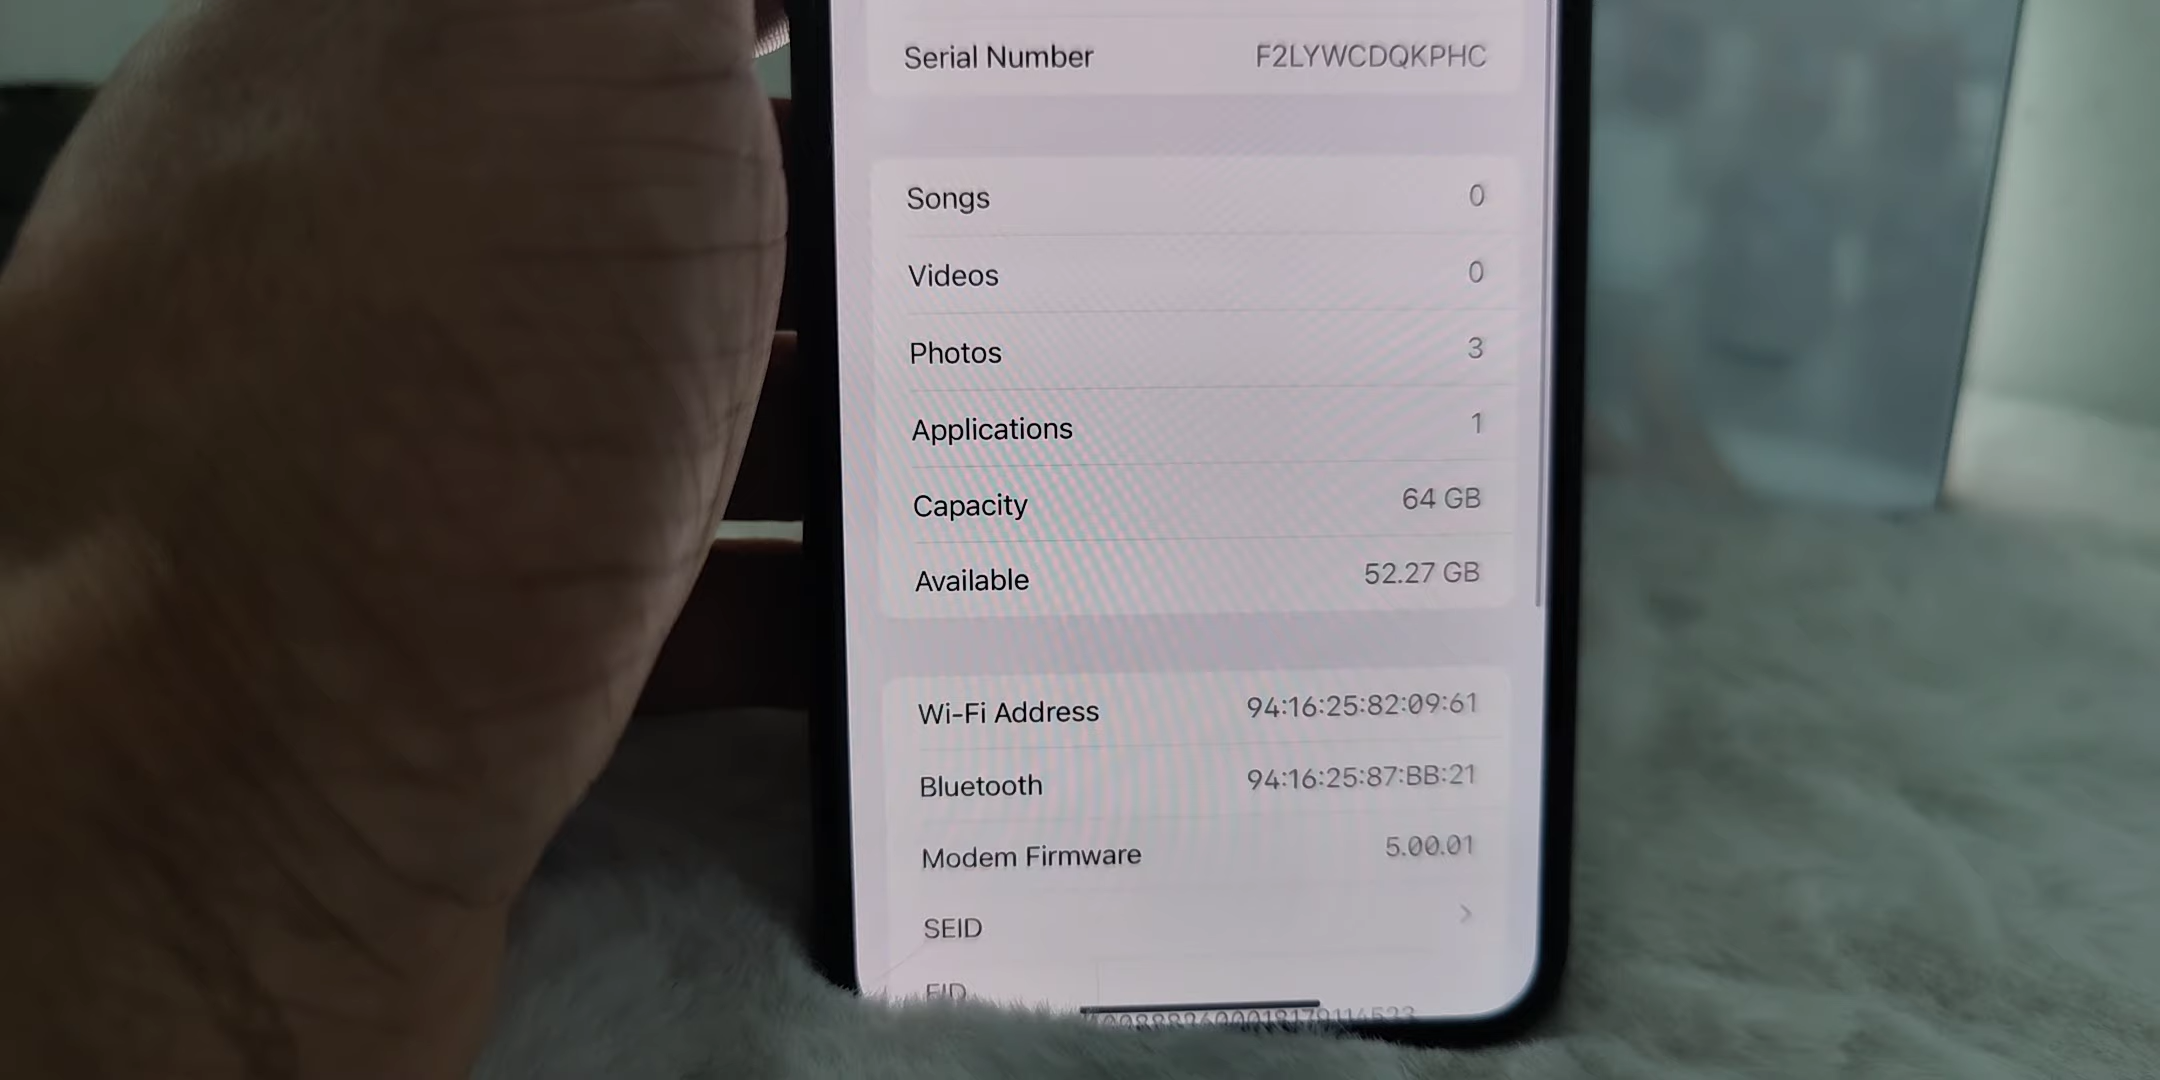 Serial Number F2LYWCDQKPHC
Songs 0
Videos 0
Photos 3
Applications 1
Capacity 64 GB
Available 52.27 GB
Wi-Fi Address 94:16:25:82:09:61
Bluetooth 94:16:25:87:BB:21
Modem Firmware 5.00.01
SEID
EID